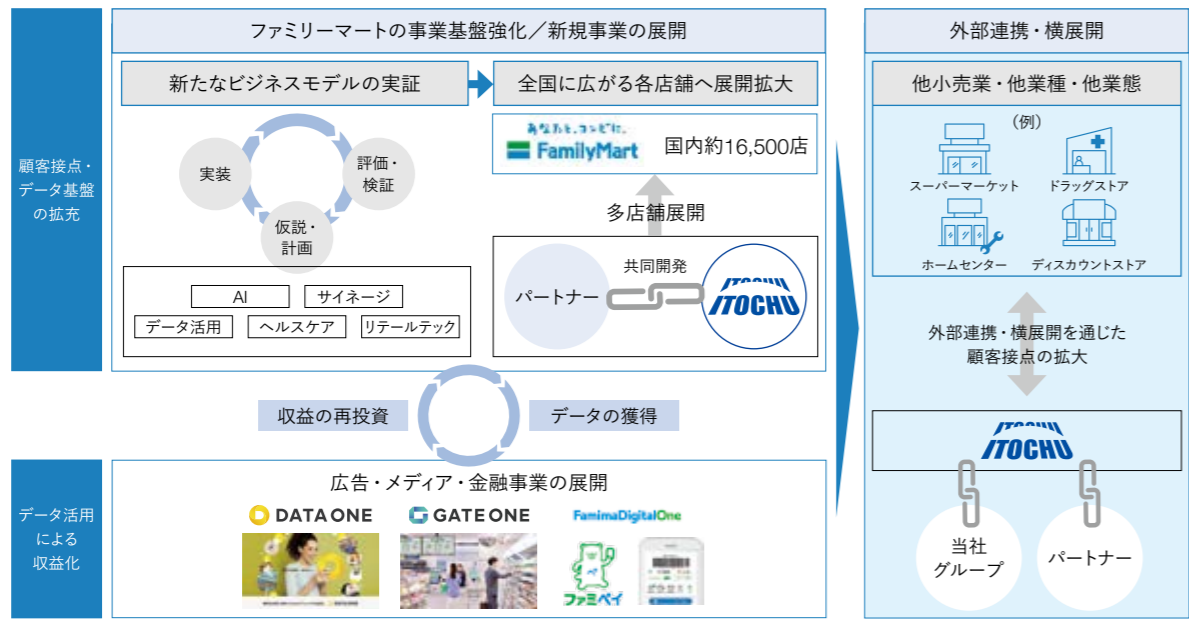 顧客接点・
データ基盤
の拡充
ファミリーマートの事業基盤強化／新規事業の展開
新たなビジネスモデルの実証
全国に広がる各店舗へ展開拡大
実装
評価・
検証
仮説・
計画
AI
サイネージ
データ活用
ヘルスケア
リテールテック
あなたと、コンビに、
FamilyMart
国内約16,500店
多店舗展開
パートナー
共同開発
ITOCHU
収益の再投資
データの獲得
データ活用
による
収益化
広告・メディア・金融事業の展開
DATA ONE
GATE ONE
FamimaDigitalOne
DATA ONE
ファミペイ
外部連携・横展開
他小売業・他業種・他業態
（例）
スーパーマーケット
ドラッグストア
ホームセンター
ディスカウントストア
外部連携・横展開を通じた
顧客接点の拡大
ITOCHU
当社
グループ
パートナー